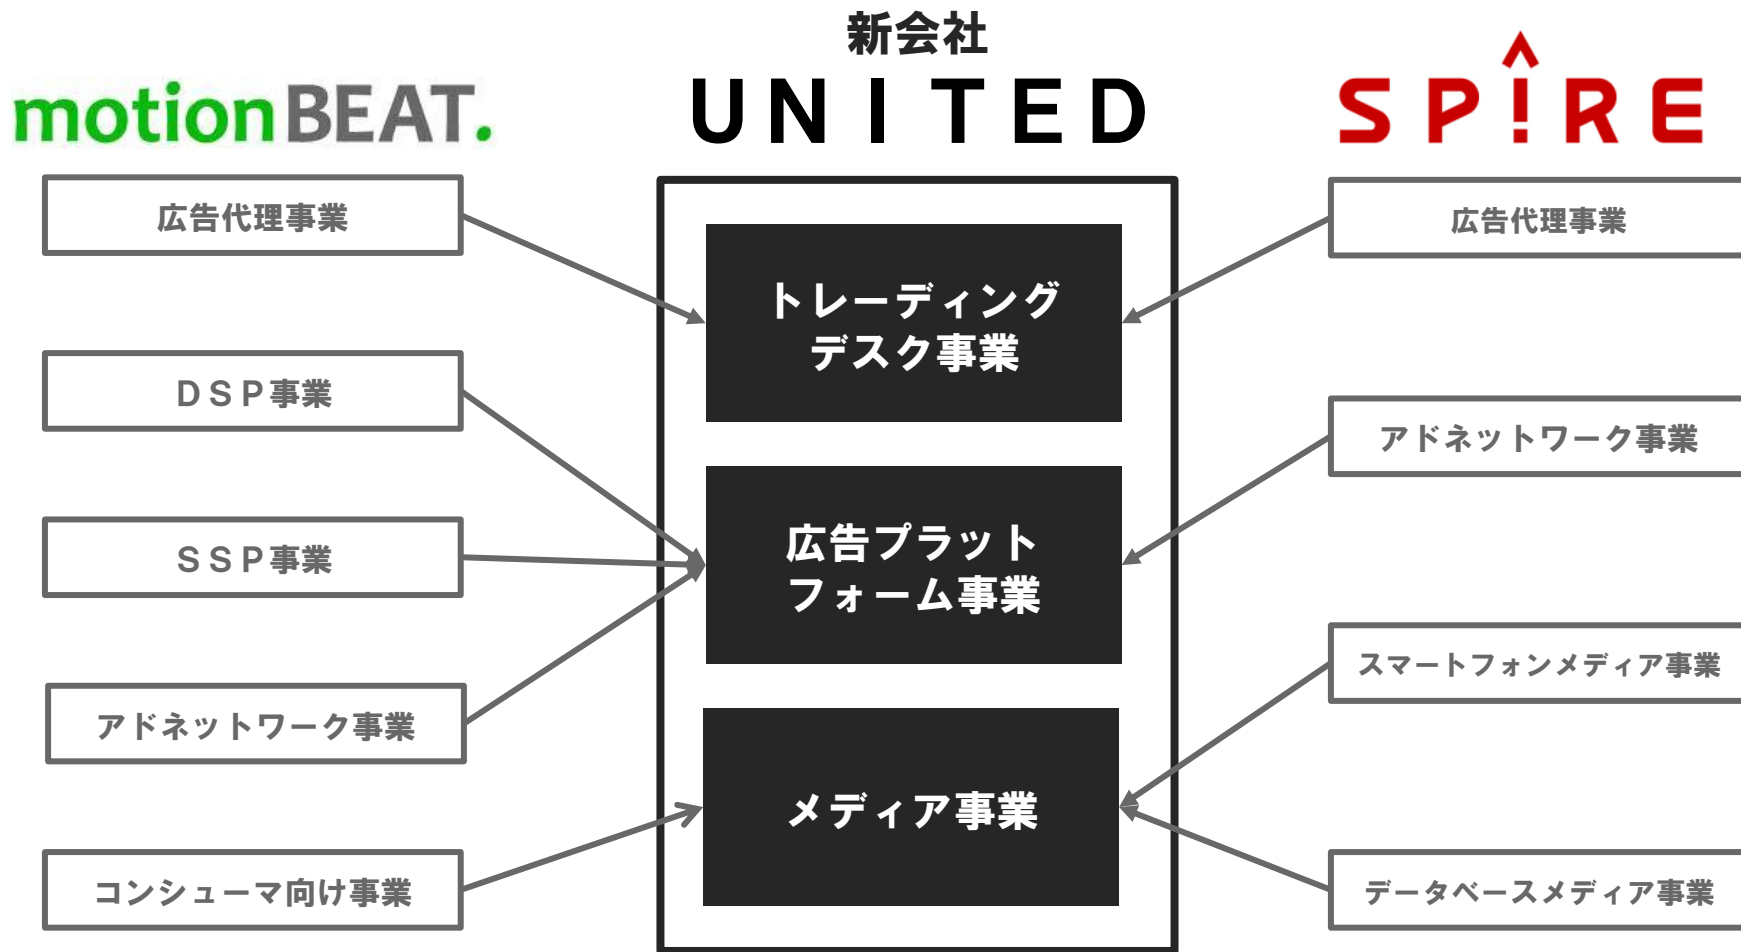 新会社
motionBEAT.
UNITED
SPIRE
広告代理事業
DSP事業
SSP事業
アドネットワーク事業
コンシューマ向け事業
トレーディング
デスク事業
広告プラット
フォーム事業
メディア事業
広告代理事業
アドネットワーク事業
スマートフォンメディア事業
データベースメディア事業